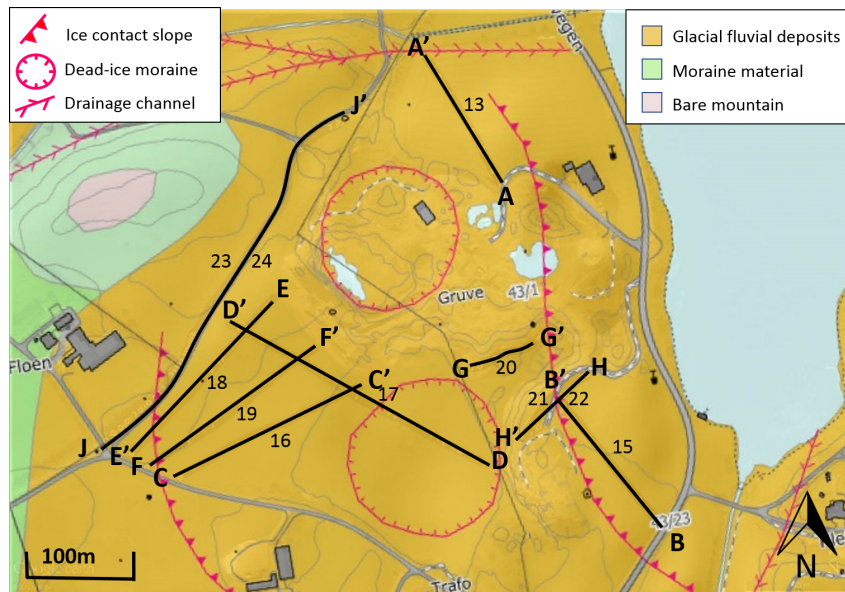 Ice contact slope
Dead-ice moraine
Drainage channel
Glacial fluvial deposits
Moraine material
Bare mountain
A'
vegen
J'
13
A
23
24
E
D'
Gruve
43/1
F'
G'
G
20
Floen
18
C'
17
B'
H
21
22
19
16
H'
15
J
E'
F
C
D
43/23
B
100m
Trafo
N